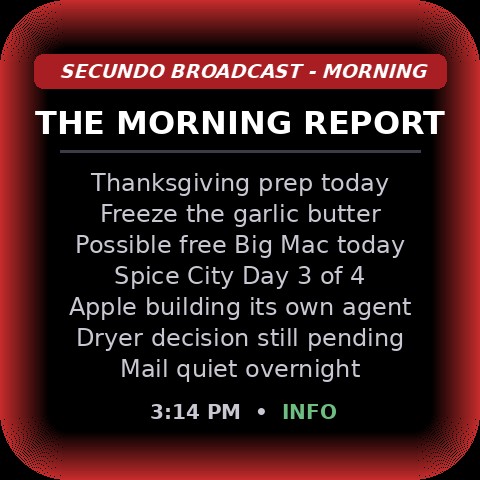 SECUNDO BROADCAST - MORNING
THE MORNING REPORT
Thanksgiving prep today
Freeze the garlic butter
Possible free Big Mac today
Spice City Day 3 of 4
Apple building its own agent
Dryer decision still pending
Mail quiet overnight
3:14 PM • INFO